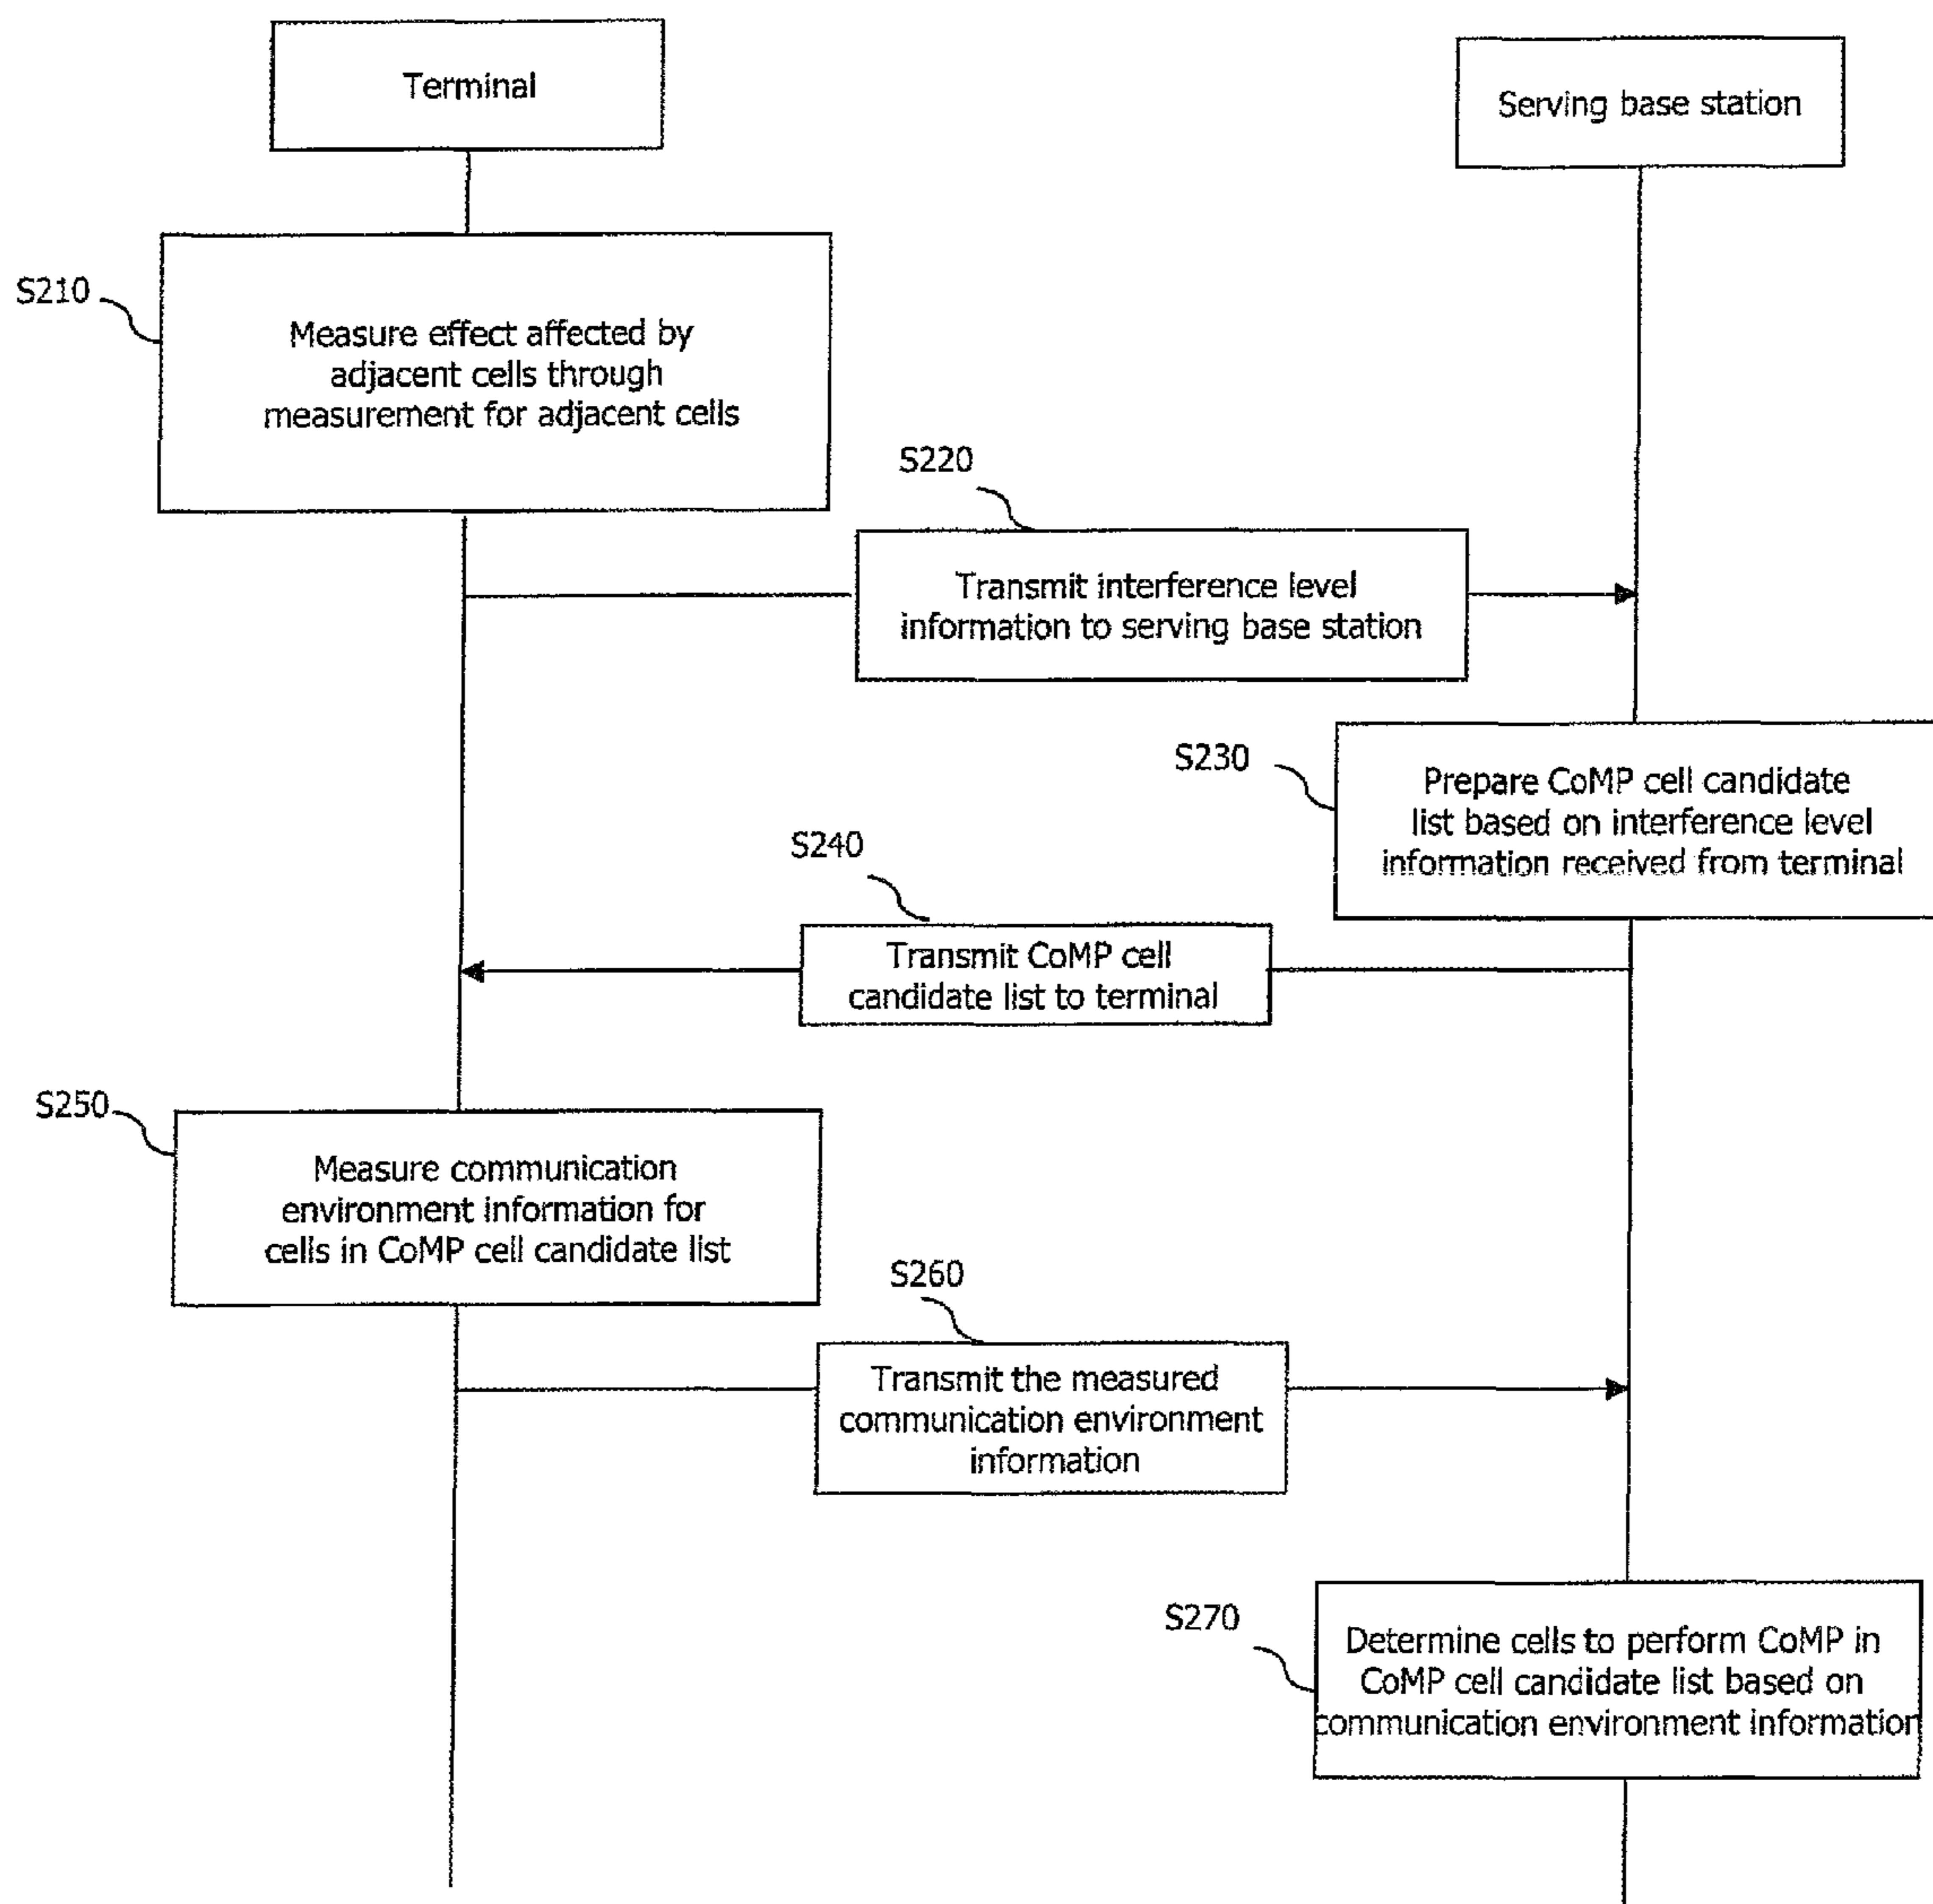 Terminal
Serving base station
S210
Measure effect affected by
adjacent cells through
measurement for adjacent cells
S220
Transmit interference level
information to serving base station
S230
Prepare CoMP cell candidate
list based on interference level
information received from terminal
S240
Transmit CoMP cell
candidate list to terminal
S250
Measure communication
environment information for
cells in CoMP cell candidate list
S260
Transmit the measured
communication environment
information
S270
Determine cells to perform CoMP in
CoMP cell candidate list based on
communication environment information